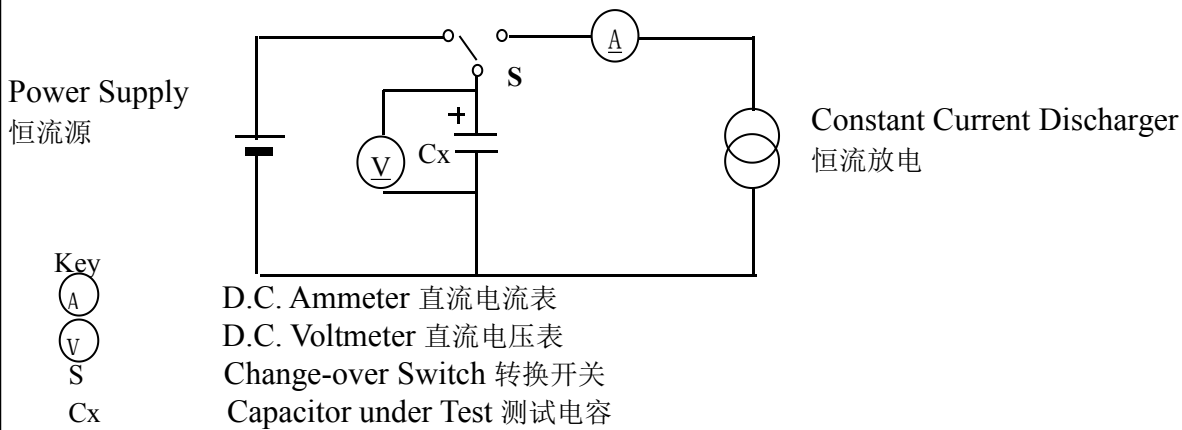 A
S
Power Supply
恒流源
+
V
Cx
Constant Current Discharger
恒流放电
Key
A D.C. Ammeter 直流电流表
V D.C. Voltmeter 直流电压表
S Change-over Switch 转换开关
Cx Capacitor under Test 测试电容